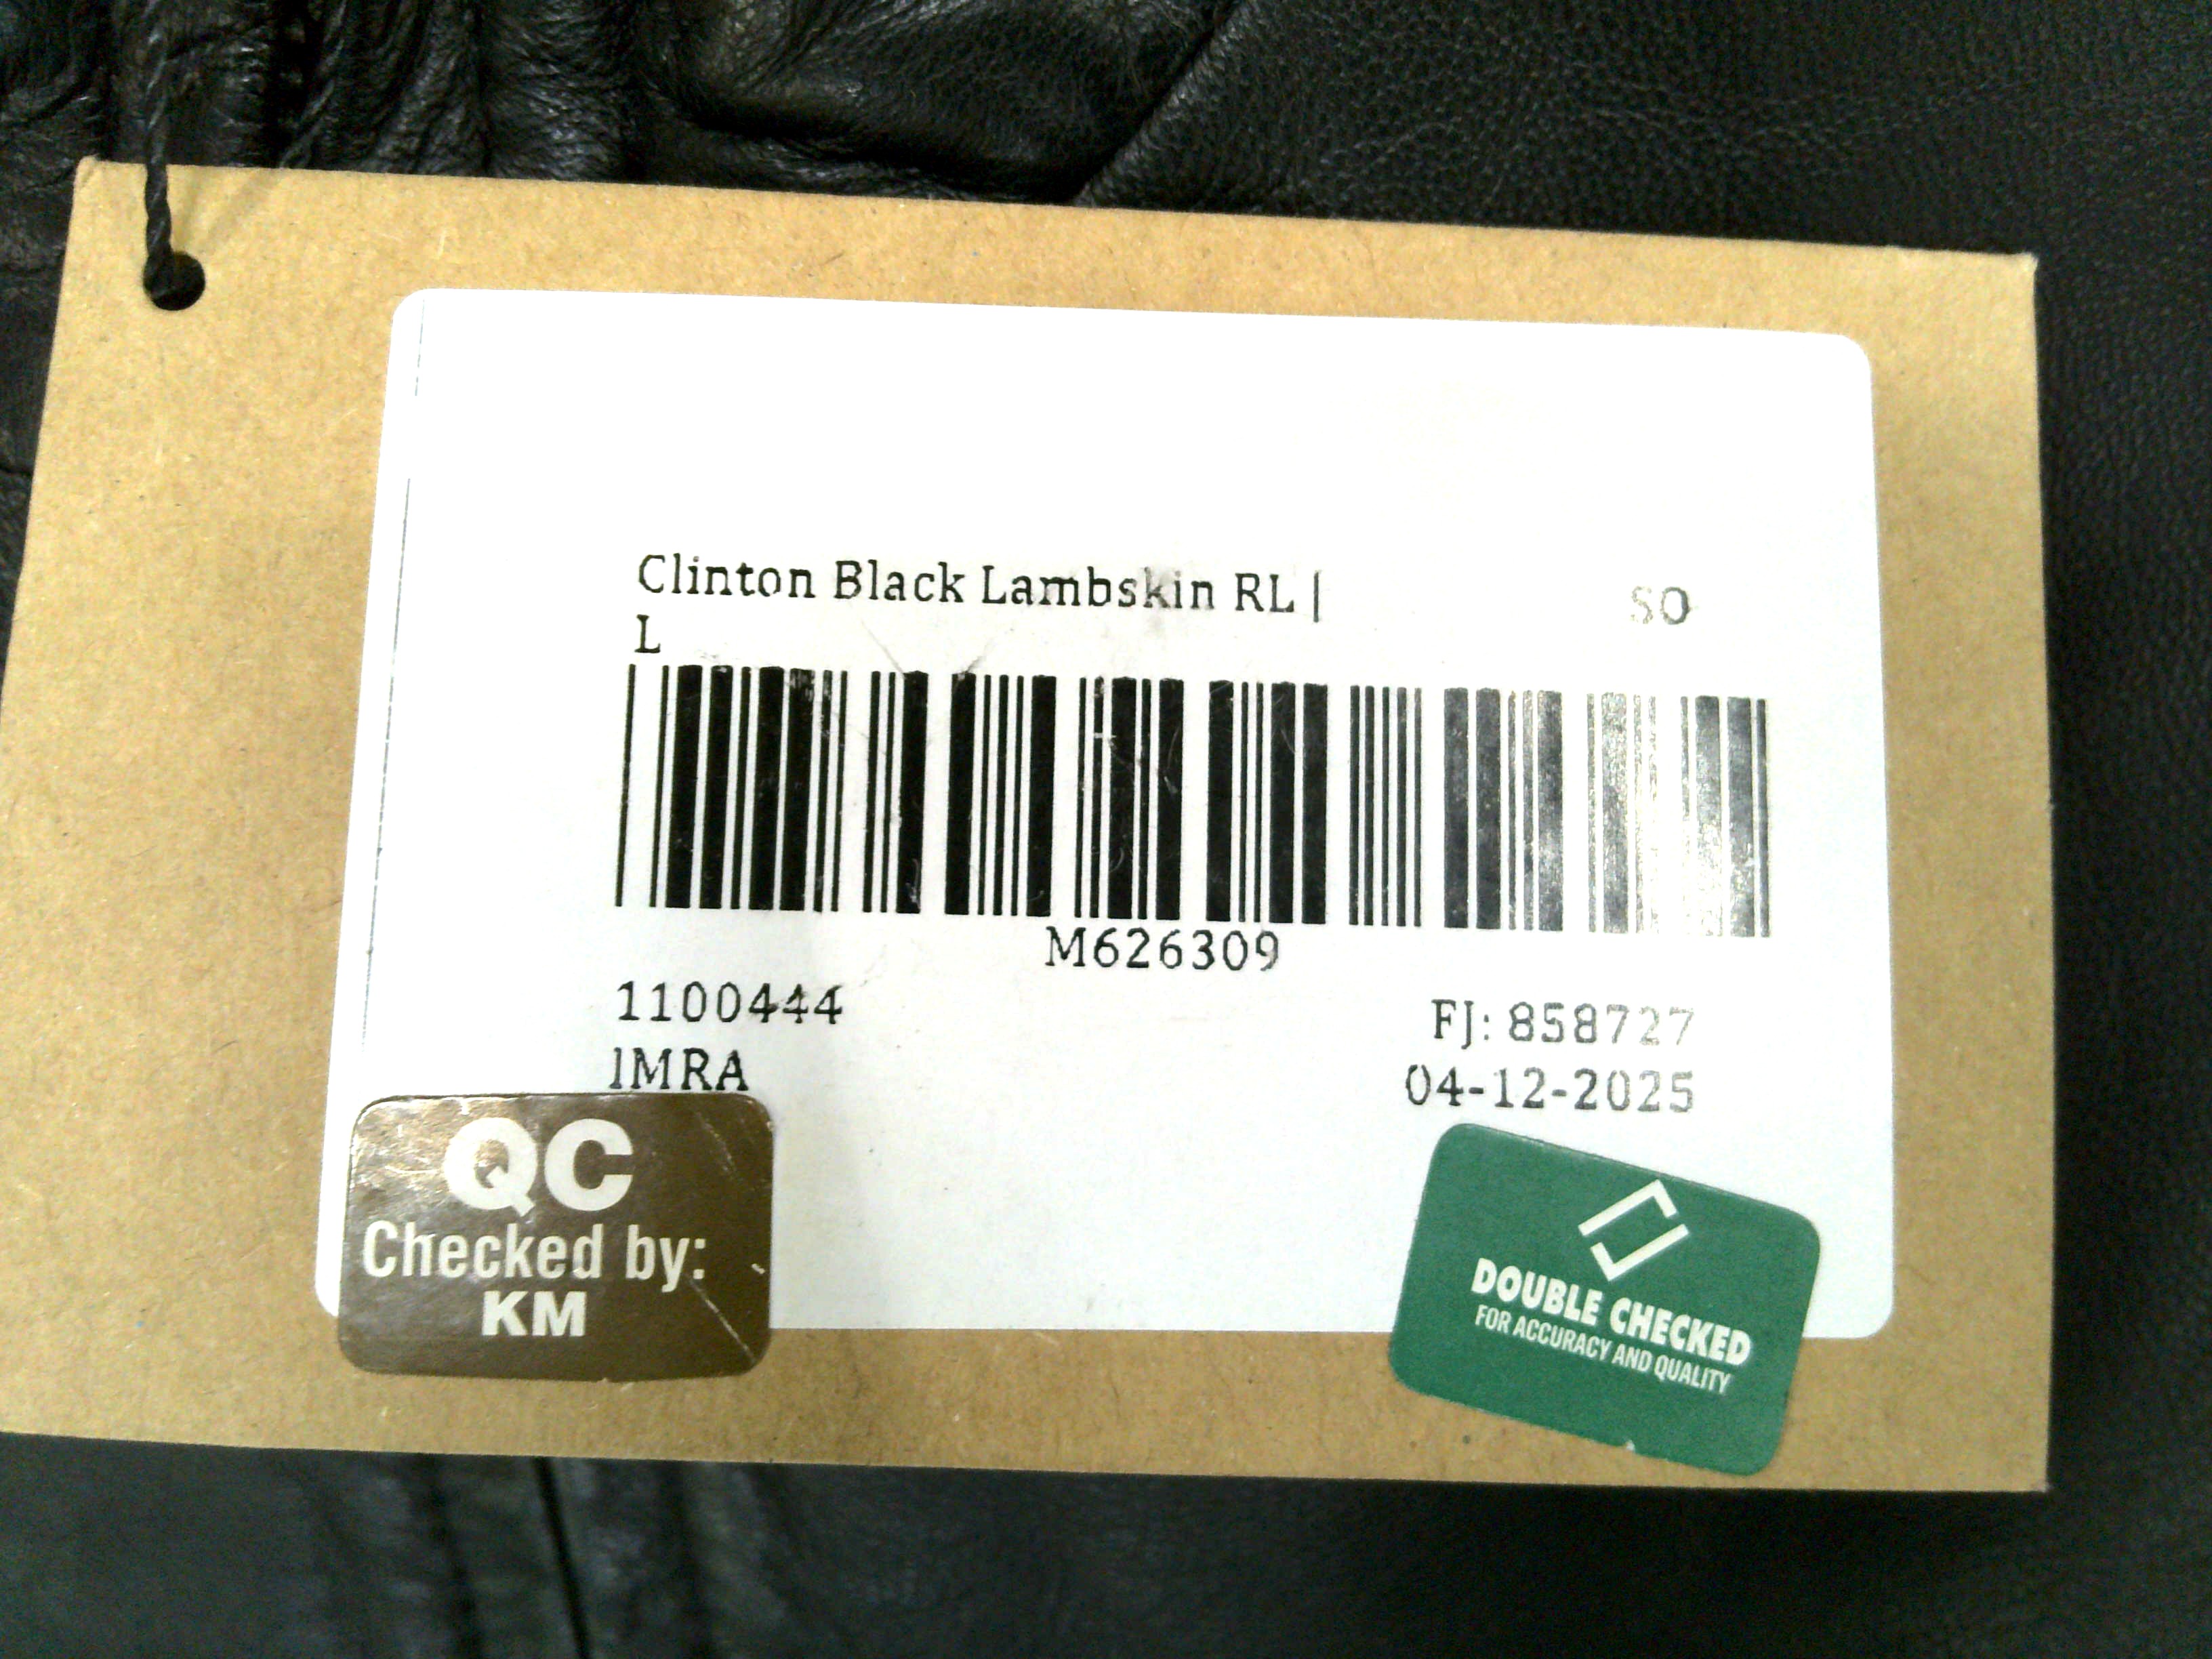 Clinton Black Lambskin RL | SO
L
M626309
1100444 FJ: 858727
IMRA 04-12-2025
QC
Checked by:
KM
DOUBLE CHECKED
FOR ACCURACY AND QUALITY